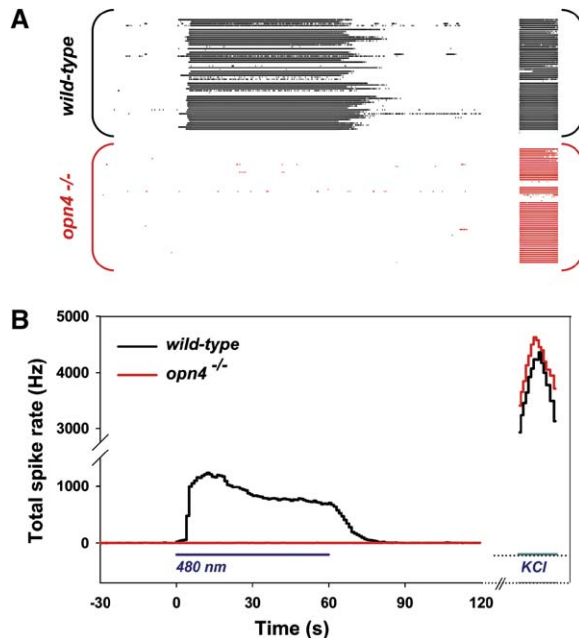 A
wild-type
opn4 -/-
B
5000
4000
3000
1000
0
Total spike rate (Hz)
wild-type
opn4 -/-
480 nm
KCl
-30
0
30
60
90
120
Time (s)